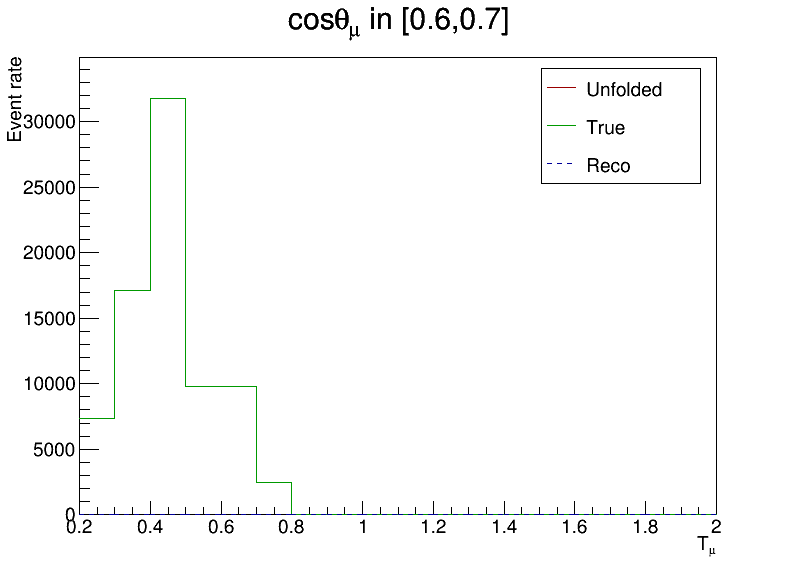 cosθμ in [0.6,0.7]
Event rate
Unfolded
True
Reco
30000
25000
20000
15000
10000
5000
0
0.2 0.4 0.6 0.8 1 1.2 1.4 1.6 1.8 2
Tμ